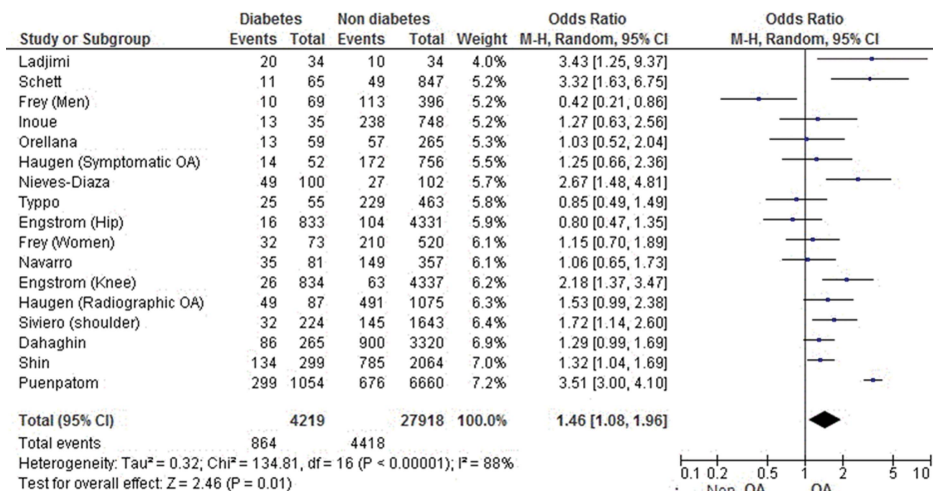 Diabetes Non diabetes Odds Ratio Odds Ratio
Study or Subgroup Events Total Events Total Weight M-H, Random, 95% CI M-H, Random, 95% CI
Ladjimi 20 34 10 34 4.0% 3.43 [1.25, 9.37]
Schett 11 65 49 847 5.2% 3.32 [1.63, 6.75]
Frey (Men) 10 69 113 396 5.2% 0.42 [0.21, 0.86]
Inoue 13 35 238 748 5.2% 1.27 [0.63, 2.56]
Orellana 13 59 57 265 5.3% 1.03 [0.52, 2.04]
Haugen (Symptomatic OA) 14 52 172 756 5.5% 1.25 [0.66, 2.36]
Nieves-Diaza 49 100 27 102 5.7% 2.67 [1.48, 4.81]
Typpo 25 55 229 463 5.8% 0.85 [0.49, 1.49]
Engstrom (Hip) 16 833 104 4331 5.9% 0.80 [0.47, 1.35]
Frey (Women) 32 73 210 520 6.1% 1.15 [0.70, 1.89]
Navarro 35 81 149 357 6.1% 1.06 [0.65, 1.73]
Engstrom (Knee) 26 834 63 4337 6.2% 2.18 [1.37, 3.47]
Haugen (Radiographic OA) 49 87 491 1075 6.2% 1.53 [0.99, 2.38]
Siviero (shoulder) 32 224 145 1643 6.4% 1.72 [1.14, 2.60]
Dahaghin 86 265 900 3320 6.9% 1.29 [0.99, 1.69]
Shin 134 299 785 2064 7.0% 1.32 [1.04, 1.69]
Puenpatom 299 1054 676 6660 7.2% 3.51 [3.00, 4.10]
Total (95% CI) 4219 27918 100.0% 1.46 [1.08, 1.96]
Total events 864 4418
Heterogeneity: Tau² = 0.32; Chi² = 134.81, df = 16 (P < 0.00001); I² = 88%
Test for overall effect: Z = 2.46 (P = 0.01)
0.1 0.2 0.5 1 2 5 10
Non OA OA